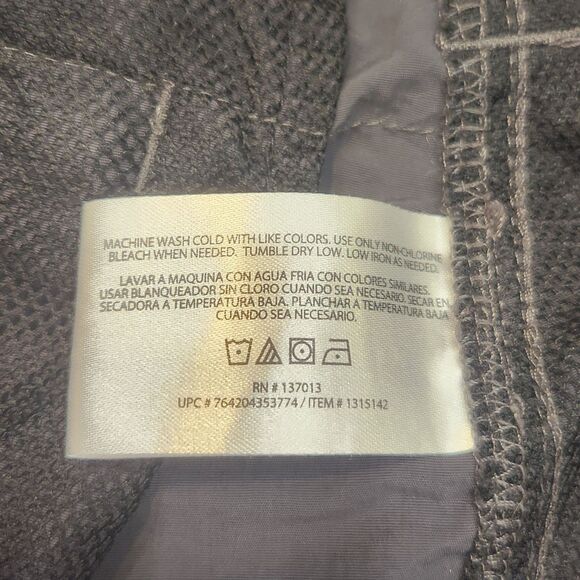 MACHINE WASH COLD WITH LIKE COLORS. USE ONLY NON-CHLORINE
BLEACH WHEN NEEDED. TUMBLE DRY LOW. LOW IRON AS NEEDED.
LAVAR A MAQUINA CON AGUA FRIA CON COLORES SIMILARES.
USAR BLANQUEADOR SIN CLORO CUANDO SEA NECESARIO. SECAR EN
SECADORA A TEMPERATURA BAJA. PLANCHAR A TEMPERATURA BAJA
CUANDO SEA NECESARIO.
RN # 137013
UPC # 764204353774 / ITEM # 1315142